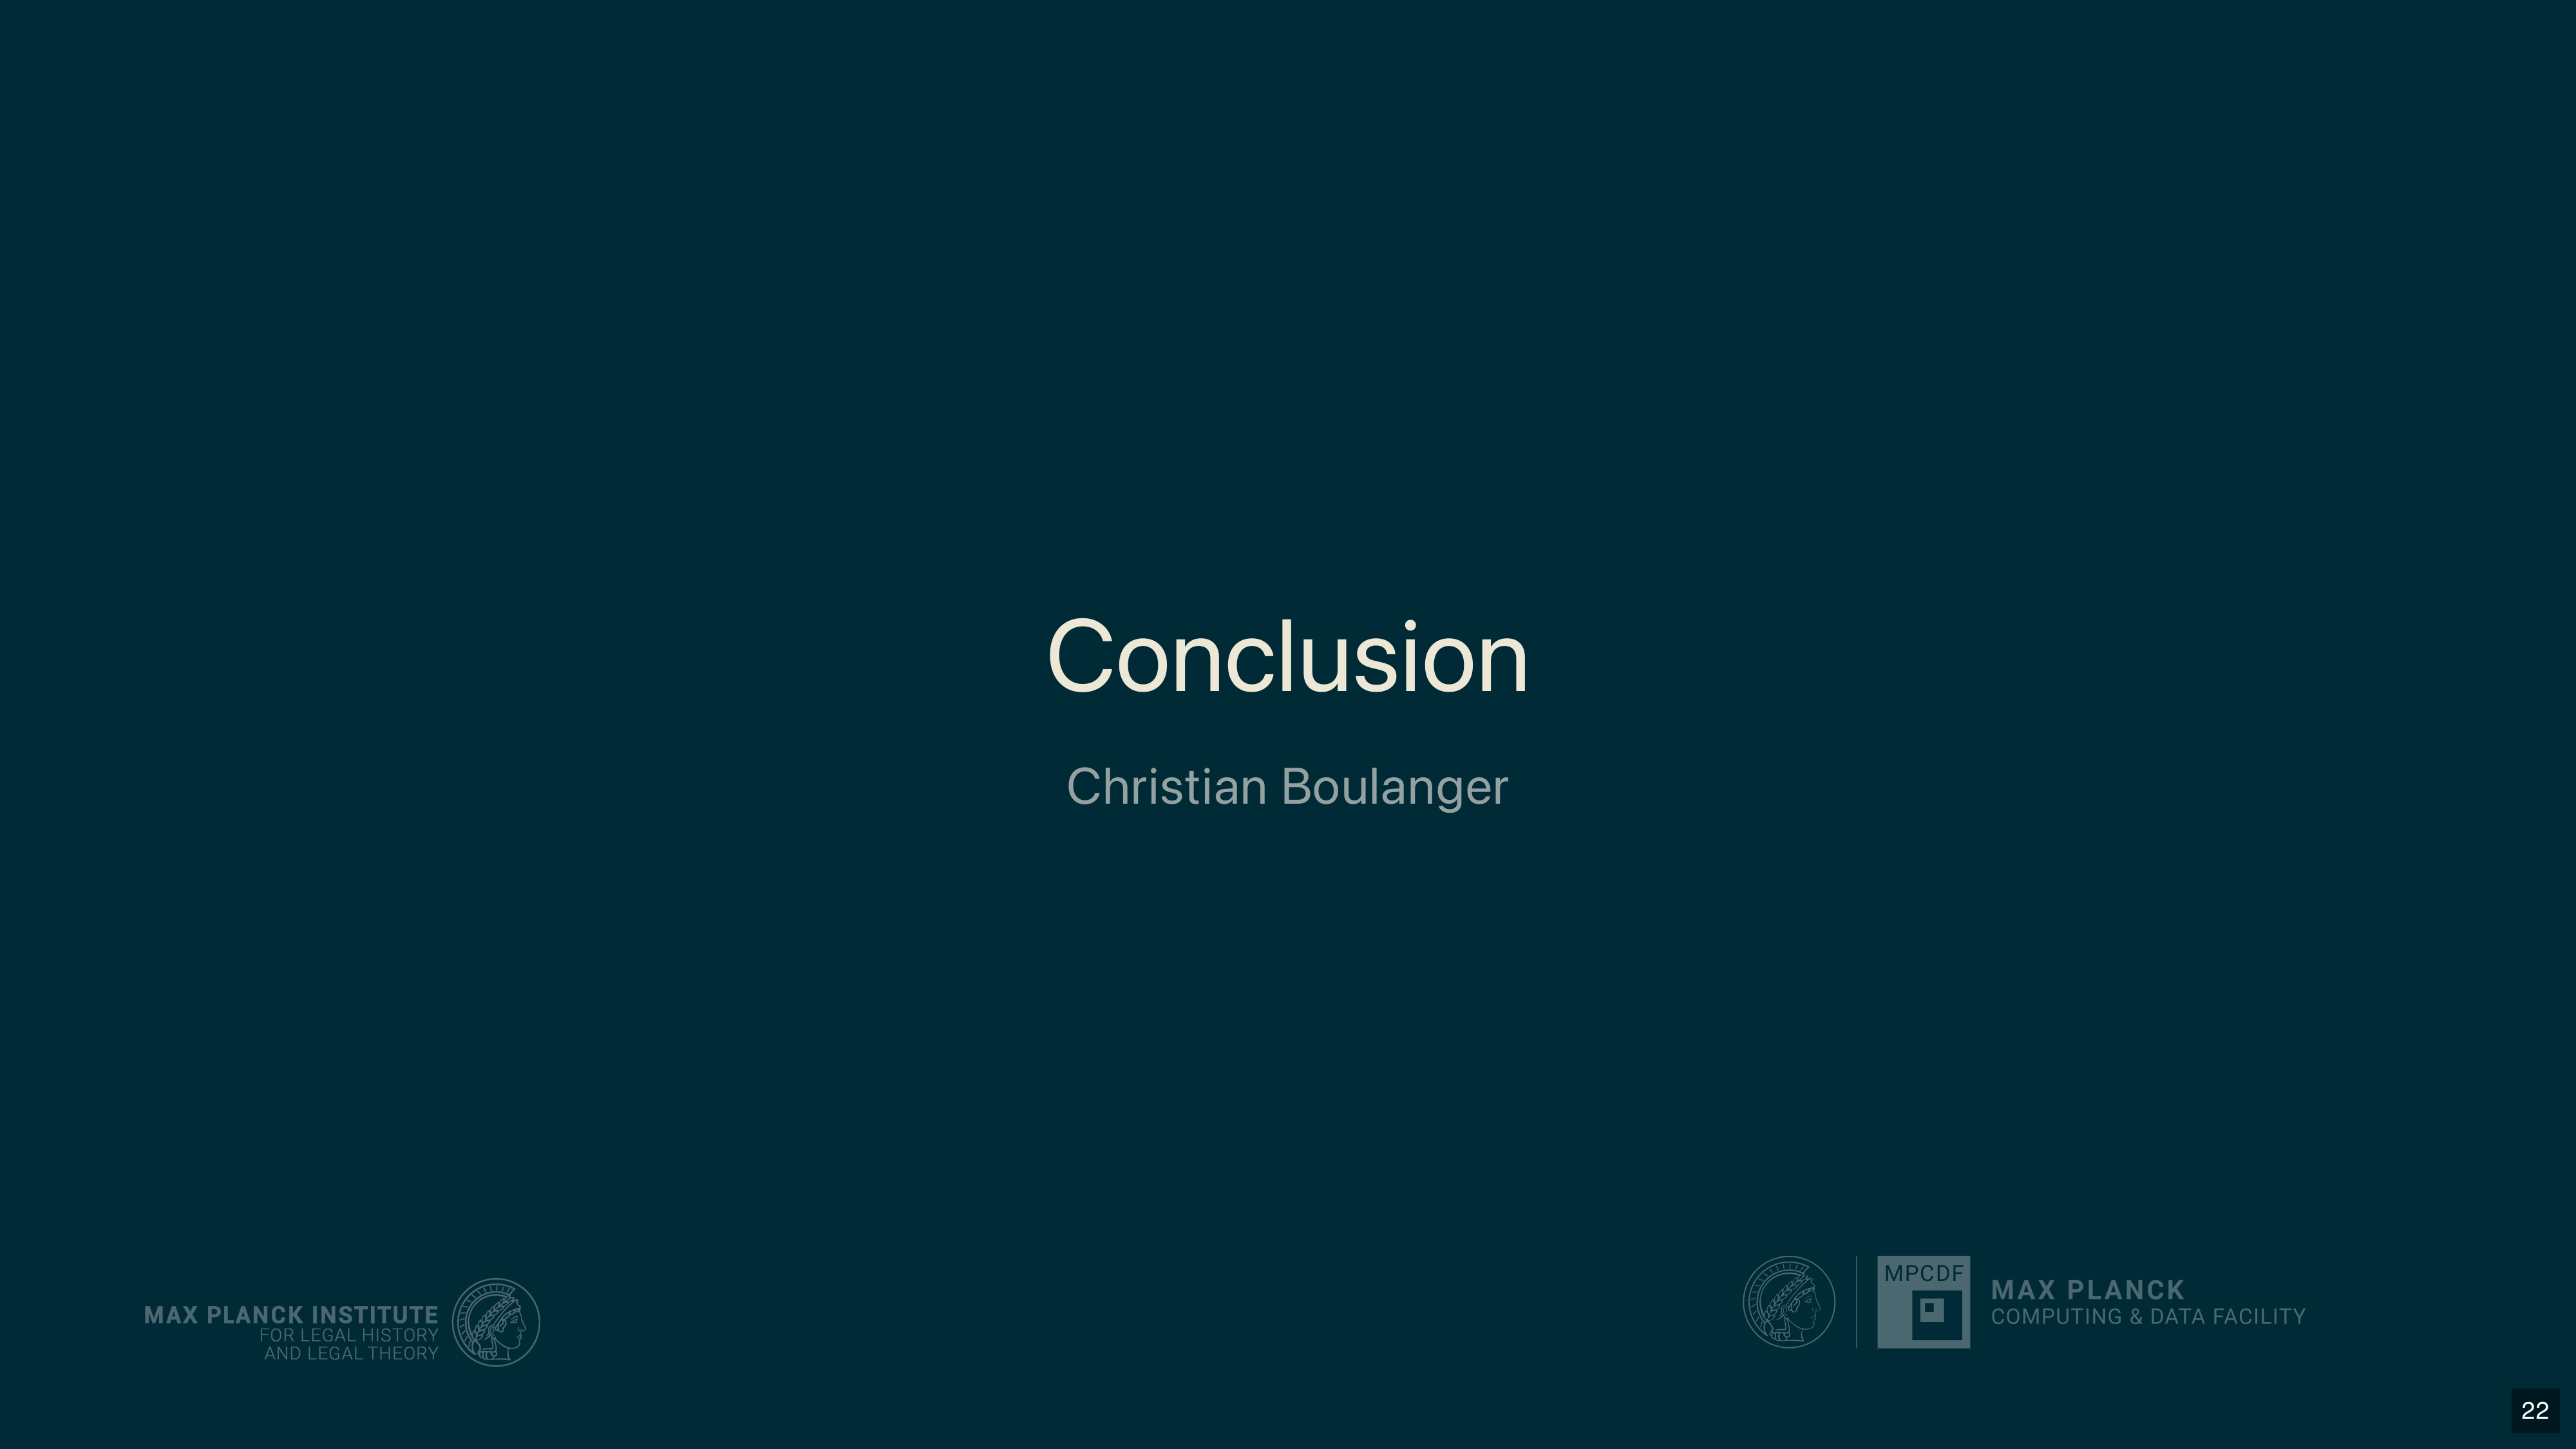 Conclusion
Christian Boulanger
MAX PLANCK INSTITUTE
FOR LEGAL HISTORY
AND LEGAL THEORY
MPCDF
MAX PLANCK
COMPUTING & DATA FACILITY
22